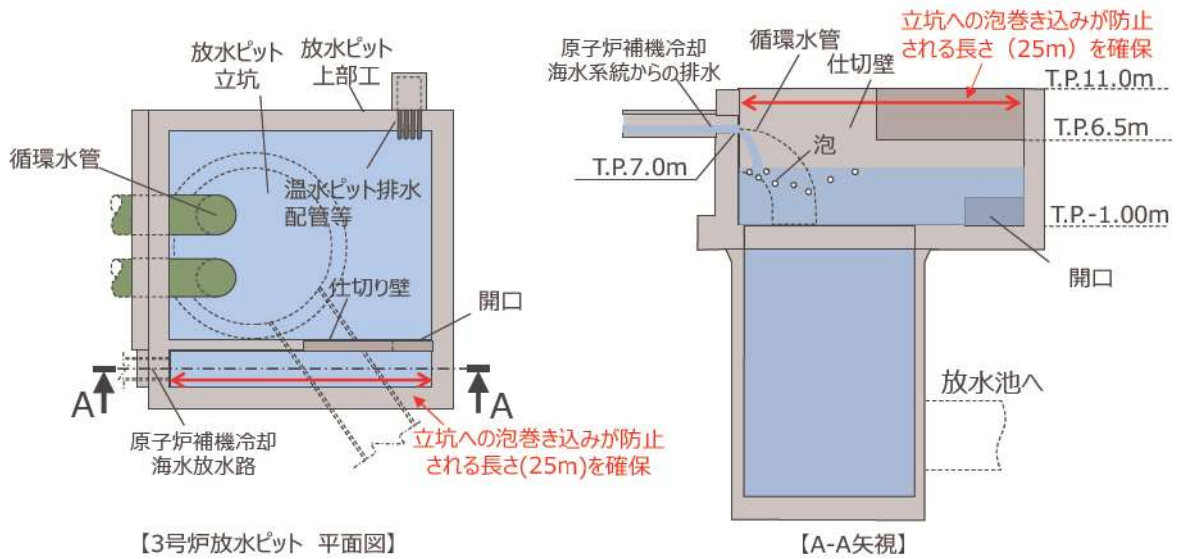 放水ピット
立坑
放水ピット
上部工
循環水管
温水ピット排水
配管等
仕切り壁
開口
A
A
原子炉補機冷却
海水放水路
立坑への泡巻き込みが防止
される長さ(25m)を確保
【3号炉放水ピット 平面図】
立坑への泡巻き込みが防止
される長さ（25m）を確保
原子炉補機冷却
海水系統からの排水
循環水管
仕切壁
T.P.11.0m
T.P.6.5m
泡
T.P.7.0m
T.P.-1.00m
開口
放水池へ
【A-A矢視】